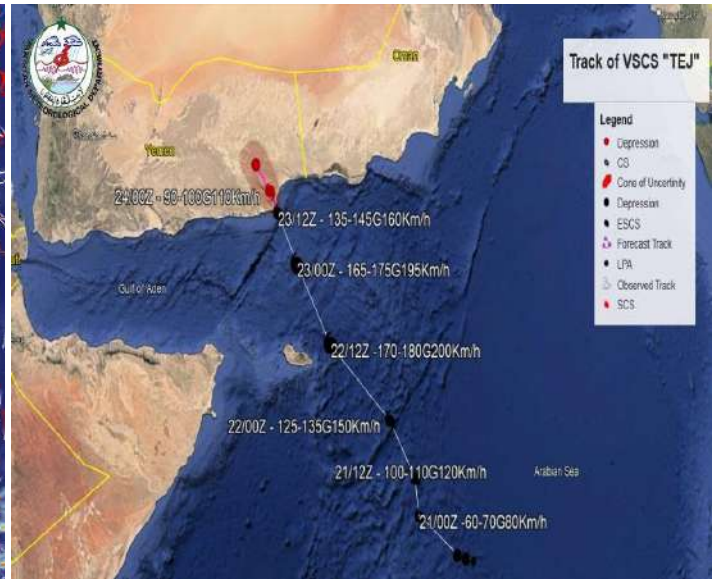 Track of VSCS "TEJ"
Legend
Depression
CS
Cone of Uncertinity
Depression
ESCS
Forecast Track
LPA
Observed Track
SCS
Oman
Yemen
24/00Z - 90-100G110Km/h
23/12Z - 135-145G160Km/h
23/00Z - 165-175G195Km/h
Gulf of Aden
22/12Z -170-180G200Km/h
22/00Z - 125-135G150Km/h
21/12Z - 100-110G120Km/h
Arabian Sea
21/00Z -60-70G80Km/h